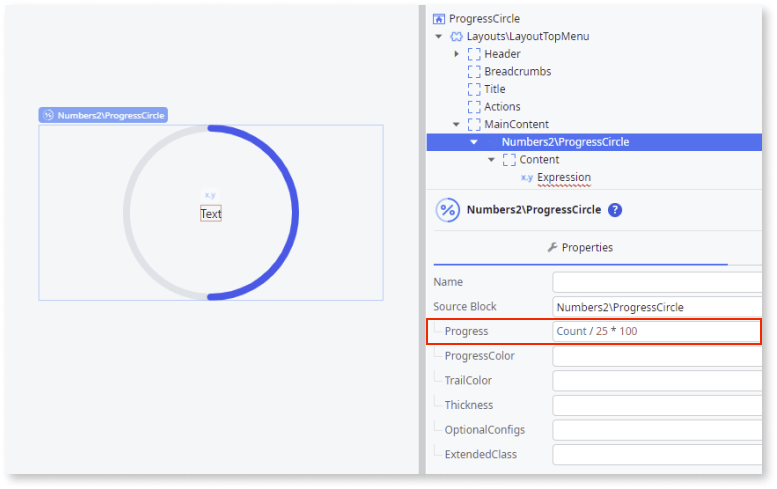 Numbers2\ProgressCircle
x.y
Text
ProgressCircle
Layouts\LayoutTopMenu
Header
Breadcrumbs
Title
Actions
MainContent
Numbers2\ProgressCircle
Content
x.y Expression
% Numbers2\ProgressCircle ?
Properties
Name
Source Block Numbers2\ProgressCircle
Progress Count / 25 * 100
ProgressColor
TrailColor
Thickness
OptionalConfigs
ExtendedClass